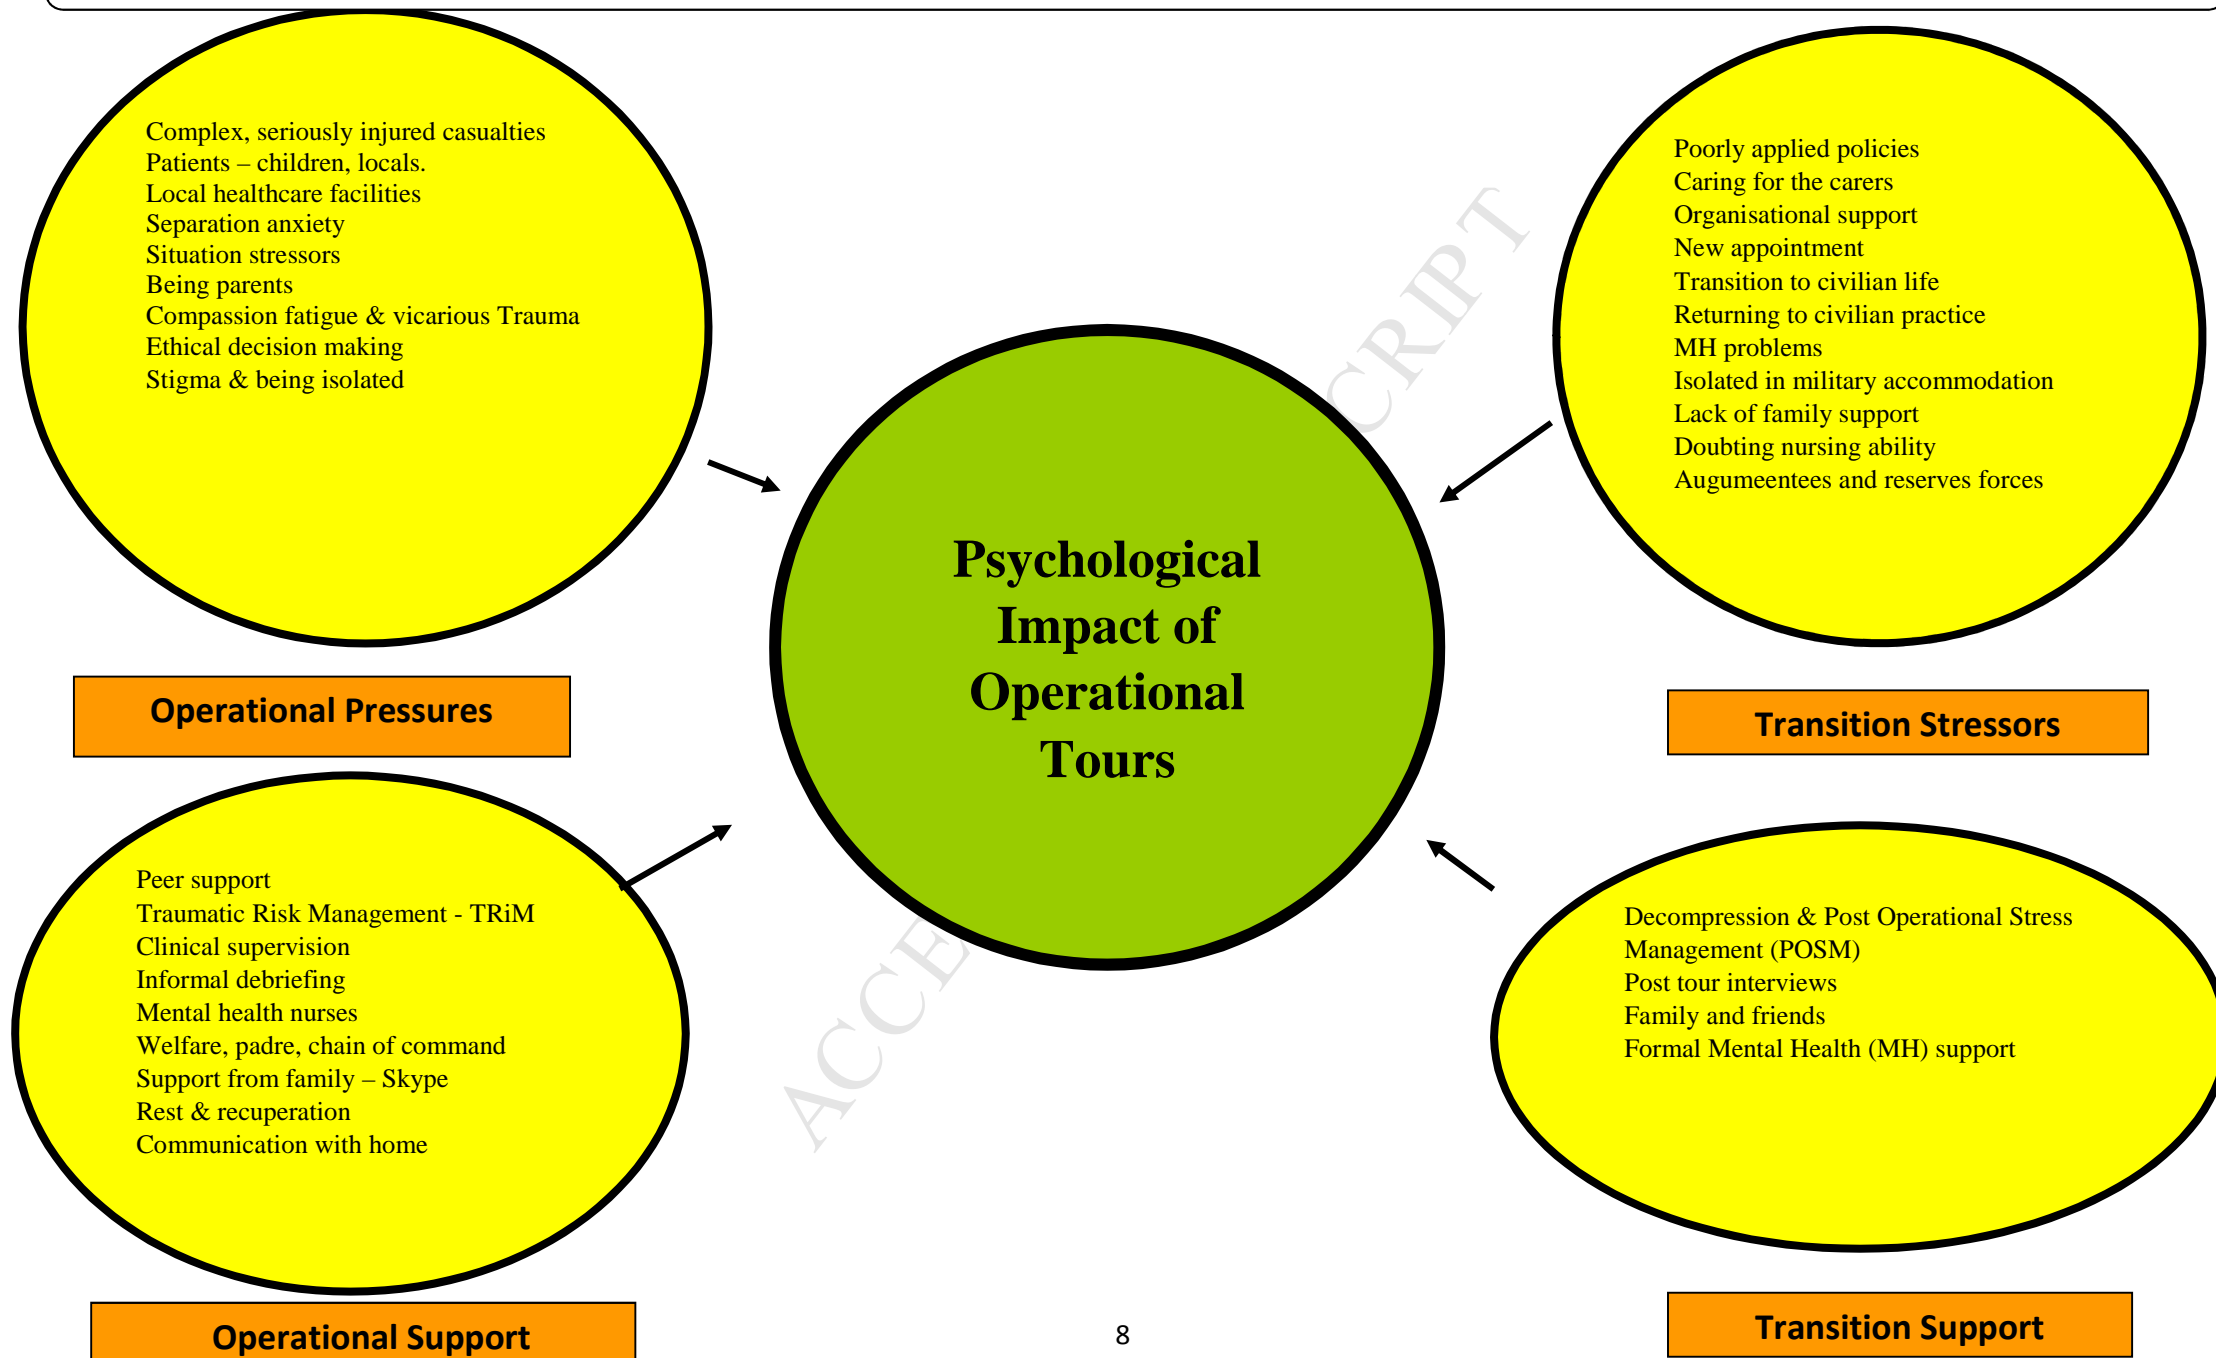 Complex, seriously injured casualties
Patients – children, locals.
Local healthcare facilities
Separation anxiety
Situation stressors
Being parents
Compassion fatigue & vicarious Trauma
Ethical decision making
Stigma & being isolated
Operational Pressures
Poorly applied policies
Caring for the carers
Organisational support
New appointment
Transition to civilian life
Returning to civilian practice
MH problems
Isolated in military accommodation
Lack of family support
Doubting nursing ability
Augumeentees and reserves forces
Transition Stressors
Psychological
Impact of
Operational
Tours
Peer support
Traumatic Risk Management - TRiM
Clinical supervision
Informal debriefing
Mental health nurses
Welfare, padre, chain of command
Support from family – Skype
Rest & recuperation
Communication with home
Operational Support
Decompression & Post Operational Stress
Management (POSM)
Post tour interviews
Family and friends
Formal Mental Health (MH) support
Transition Support
8
ACCE
CRIPT